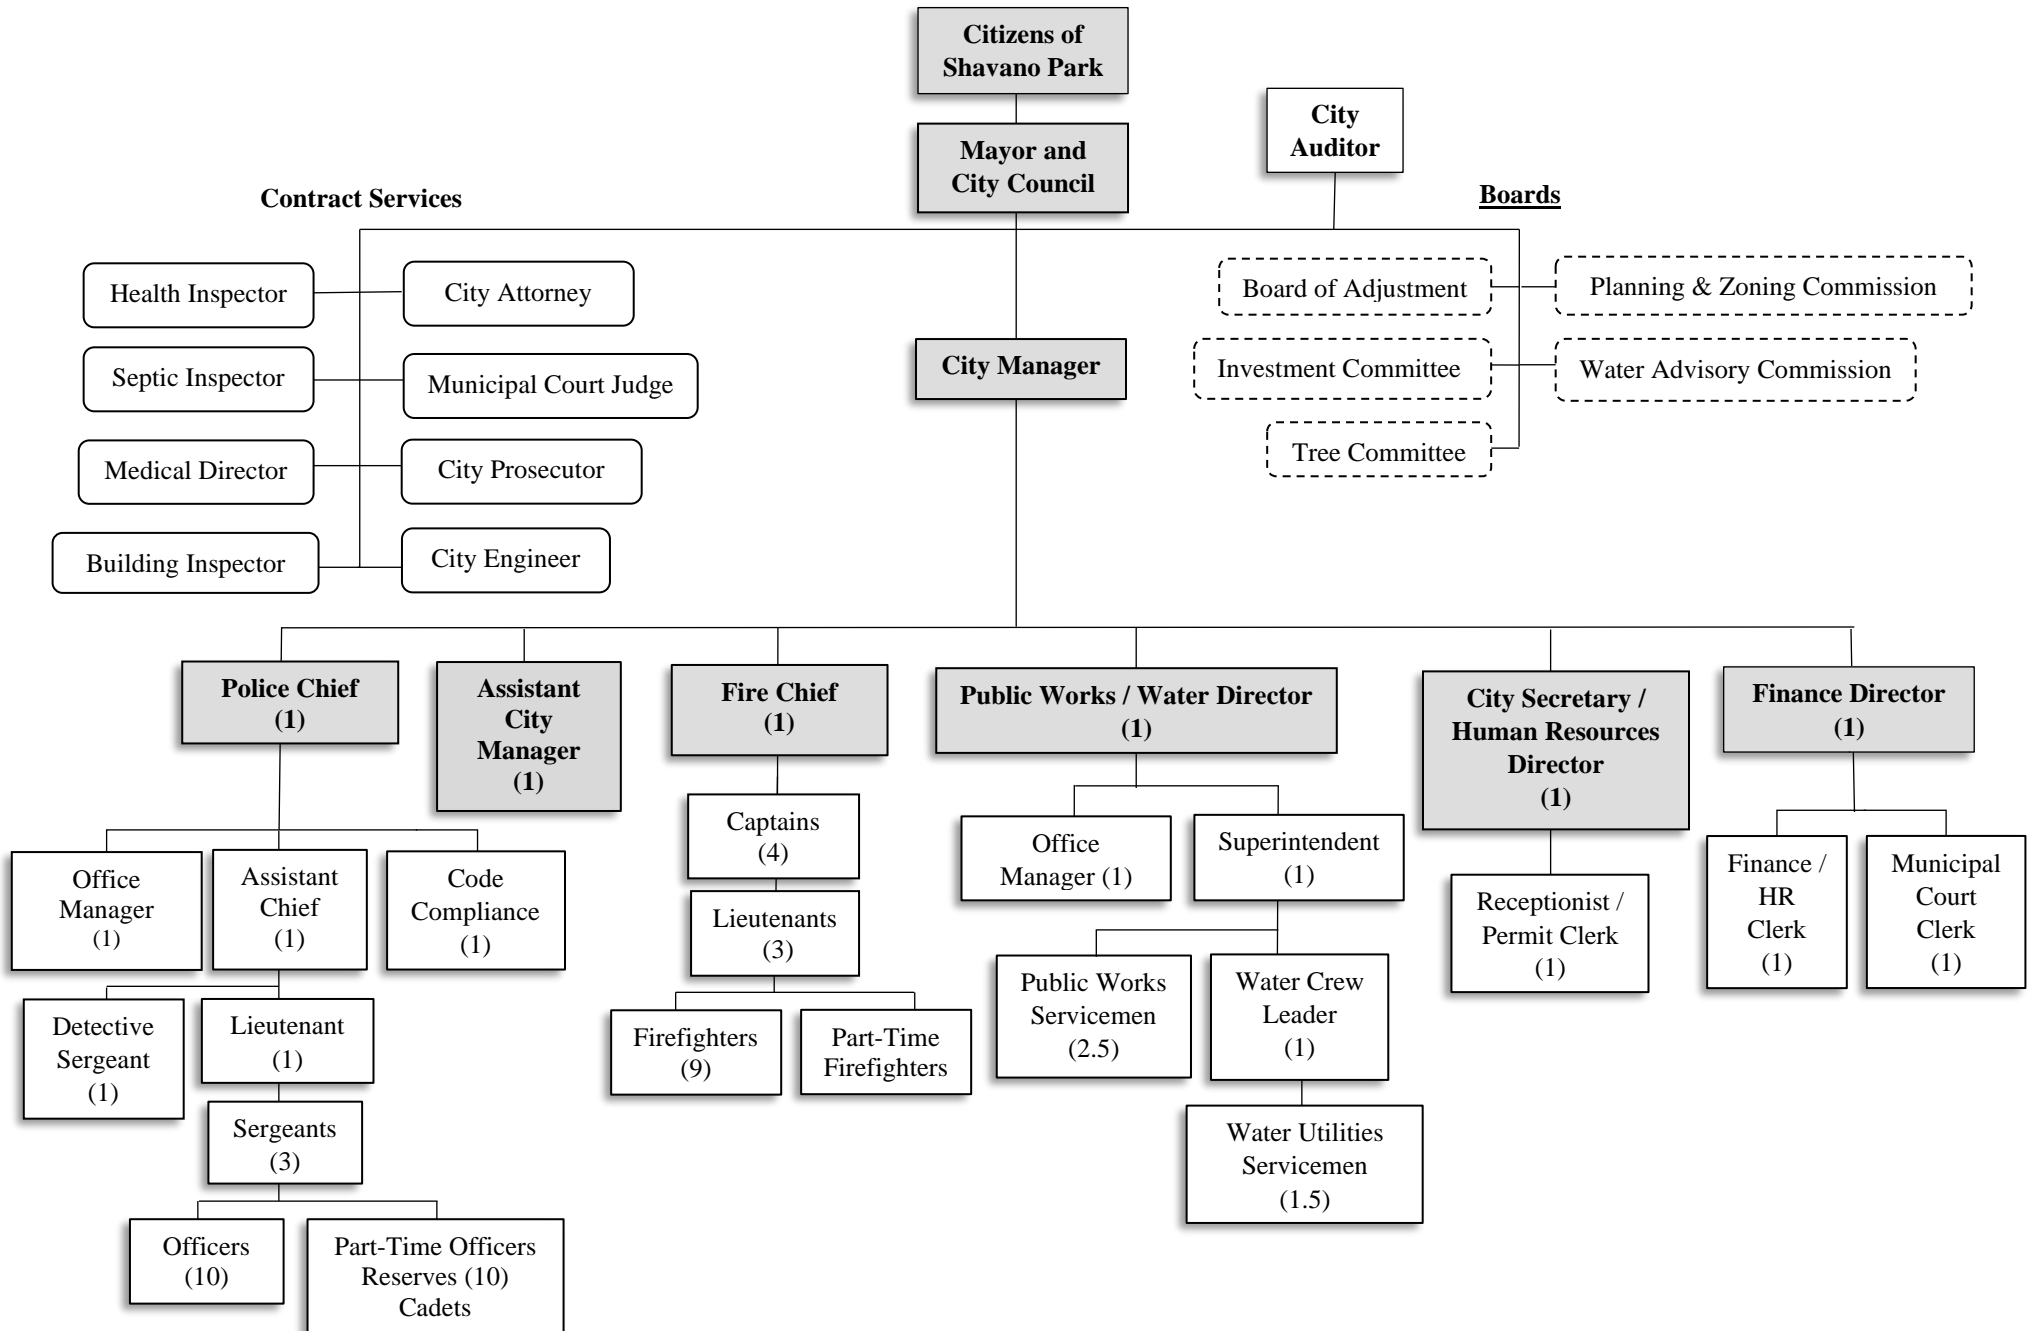 Citizens of
Shavano Park
City
Auditor
Mayor and
City Council
Contract Services
Boards
Health Inspector
City Attorney
Septic Inspector
Municipal Court Judge
Medical Director
City Prosecutor
Building Inspector
City Engineer
Board of Adjustment
Planning & Zoning Commission
Investment Committee
Water Advisory Commission
Tree Committee
City Manager
Police Chief
(1)
Assistant
City
Manager
(1)
Fire Chief
(1)
Public Works / Water Director
(1)
City Secretary /
Human Resources
Director
(1)
Finance Director
(1)
Office
Manager
(1)
Assistant
Chief
(1)
Code
Compliance
(1)
Detective
Sergeant
(1)
Lieutenant
(1)
Sergeants
(3)
Officers
(10)
Part-Time Officers
Reserves (10)
Cadets
Captains
(4)
Lieutenants
(3)
Firefighters
(9)
Part-Time
Firefighters
Office
Manager (1)
Superintendent
(1)
Public Works
Servicemen
(2.5)
Water Crew
Leader
(1)
Water Utilities
Servicemen
(1.5)
Receptionist /
Permit Clerk
(1)
Finance /
HR
Clerk
(1)
Municipal
Court
Clerk
(1)